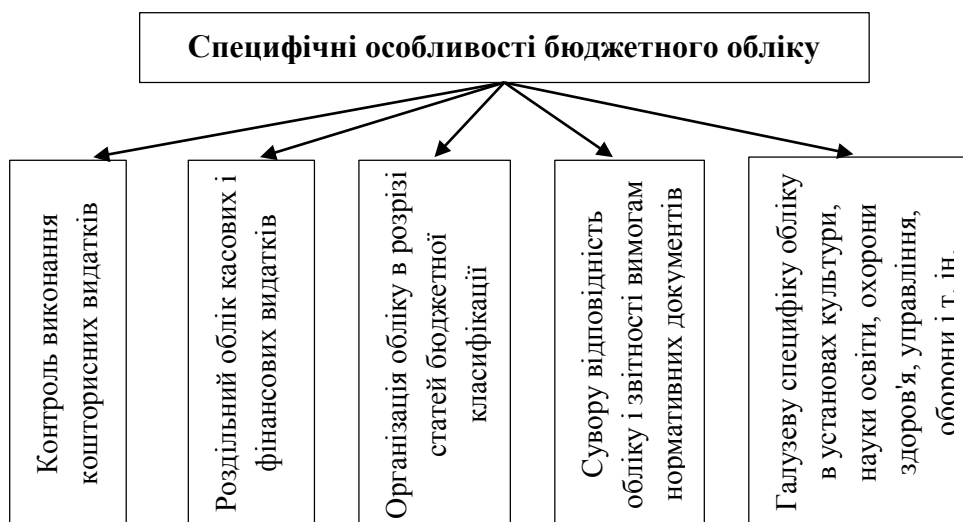 Специфічні особливості бюджетного обліку
Контроль виконання
кошторисних видатків
Роздільний облік касових і
фінансових видатків
Організація обліку в розрізі
статей бюджетної
класифікації
Сувору відповідність
обліку і звітності вимогам
нормативних документів
Галузеву специфіку обліку
в установах культури,
науки освіти, охорони
здоров'я, управління,
оборони і т. ін.